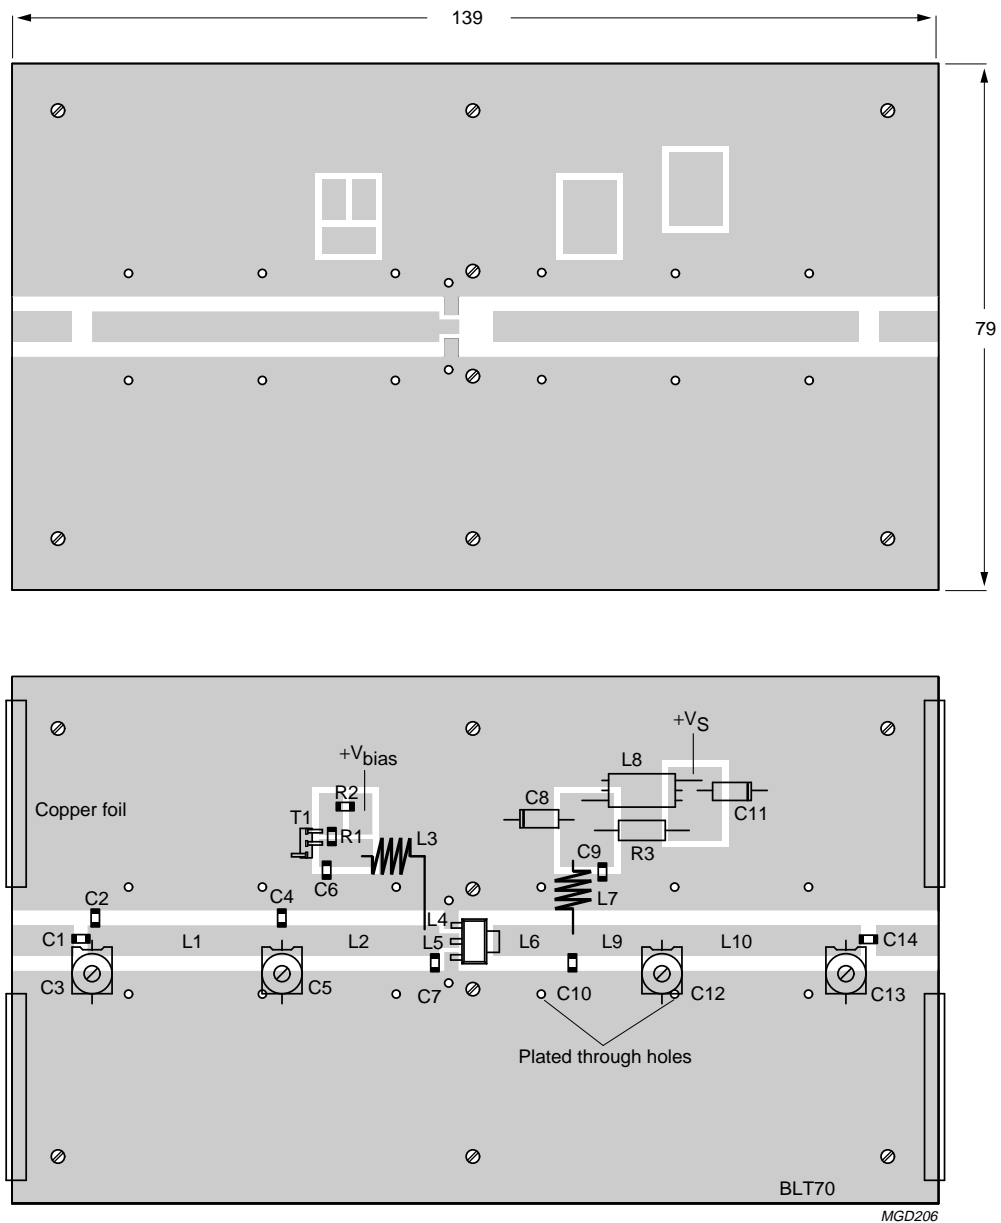 139
79
+VS
+Vbias
L8
R2
C8
C11
Copper foil
T1
R1
L3
R3
C9
C6
L7
C2
C4
L4
C1
L1
L2
L5
L6
L9
L10
C14
C3
C5
C7
C10
C12
C13
Plated through holes
BLT70
MGD206